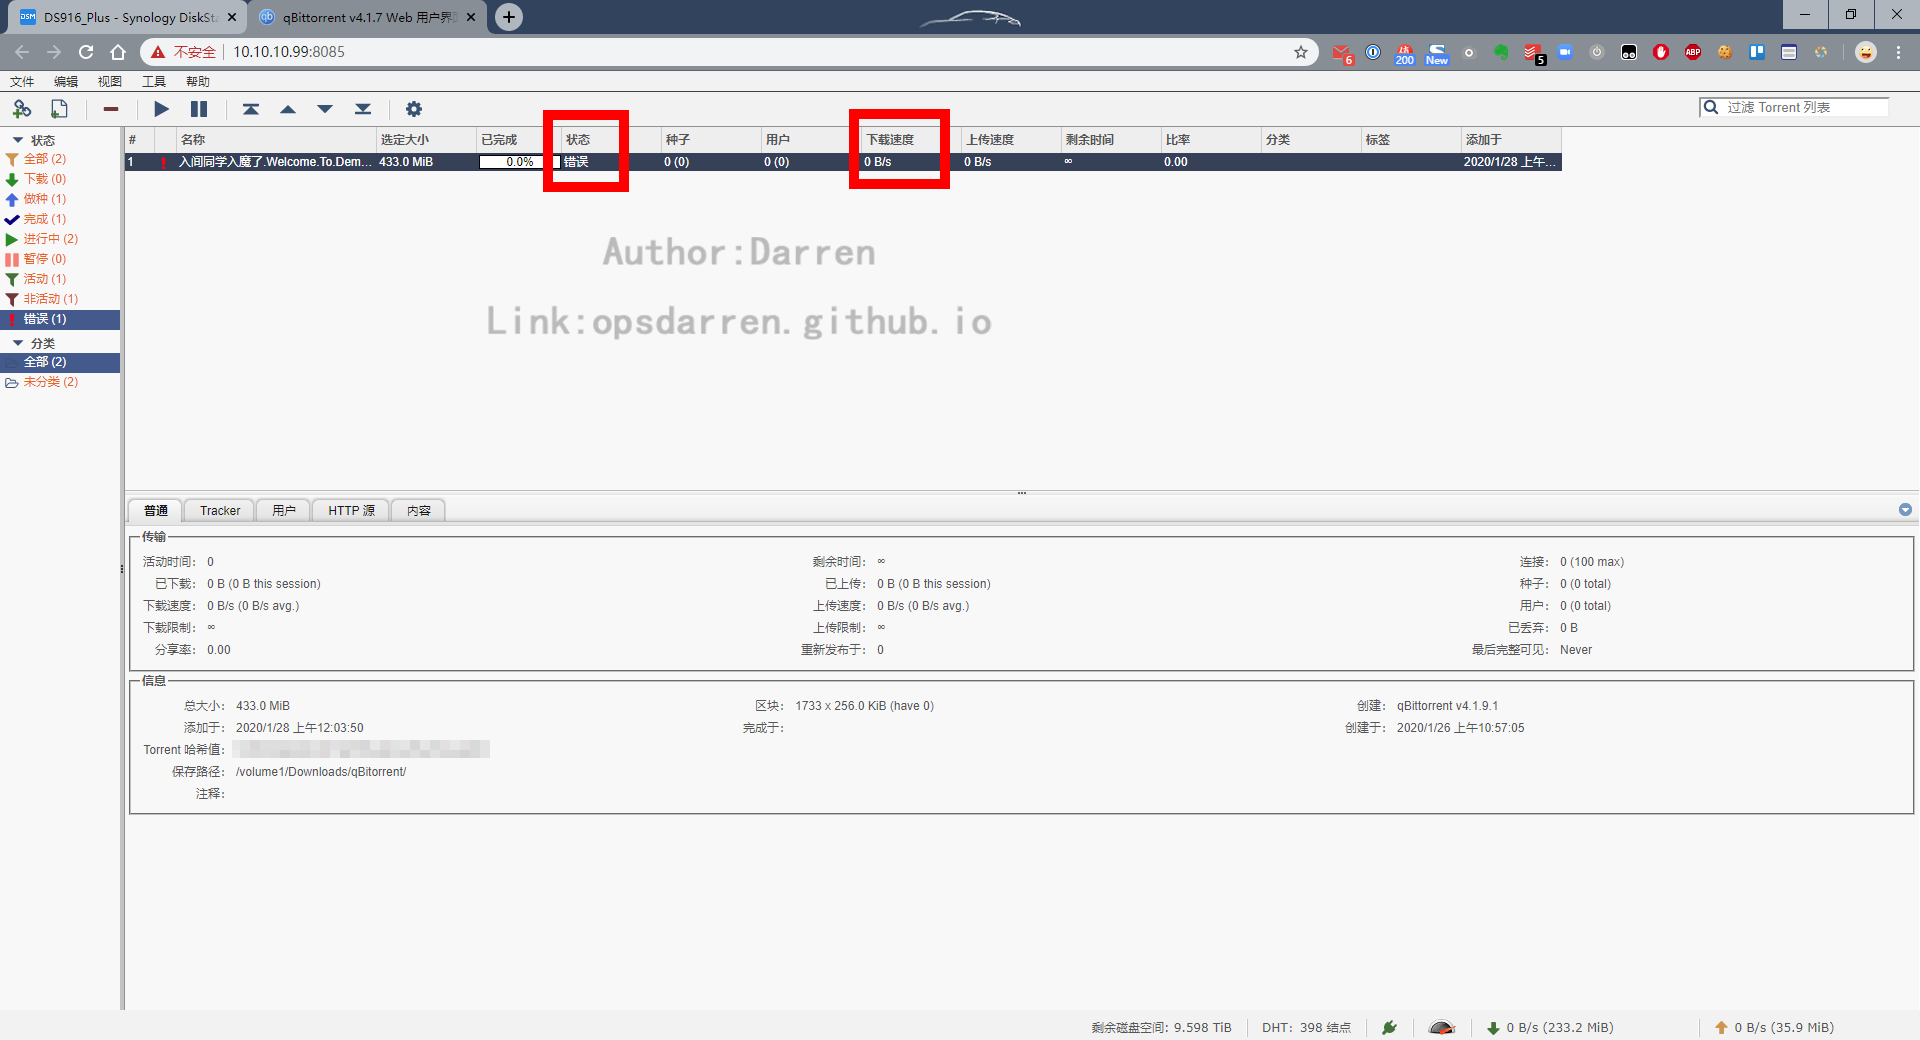 DS916_Plus - Synology DiskSta
qBittorrent v4.1.7 Web 用户界
不安全
10.10.10.99:8085
6
200
New
5
ABP
文件
编辑
视图
工具
帮助
过滤 Torrent 列表
状态
全部 (2)
下载 (0)
做种 (1)
完成 (1)
进行中 (2)
暂停 (0)
活动 (1)
非活动 (1)
错误 (1)
分类
全部 (2)
未分类 (2)
# 名称 选定大小 已完成 状态 种子 用户 下载速度 上传速度 剩余时间 比率 分类 标签 添加于
1 入间同学入魔了.Welcome.To.Dem... 433.0 MiB 0.0% 错误 0 (0) 0 (0) 0 B/s 0 B/s ∞ 0.00 2020/1/28 上午...
Author:Darren
Link:opsdarren.github.io
普通 Tracker 用户 HTTP 源 内容
传输
活动时间: 0 剩余时间: ∞ 连接: 0 (100 max)
已下载: 0 B (0 B this session) 已上传: 0 B (0 B this session) 种子: 0 (0 total)
下载速度: 0 B/s (0 B/s avg.) 上传速度: 0 B/s (0 B/s avg.) 用户: 0 (0 total)
下载限制: ∞ 上传限制: ∞ 已丢弃: 0 B
分享率: 0.00 重新发布于: 0 最后完整可见: Never
信息
总大小: 433.0 MiB 区块: 1733 x 256.0 KiB (have 0) 创建: qBittorrent v4.1.9.1
添加于: 2020/1/28 上午12:03:50 完成于: 创建于: 2020/1/26 上午10:57:05
Torrent 哈希值:
保存路径: /volume1/Downloads/qBitorrent/
注释:
剩余磁盘空间: 9.598 TiB DHT: 398 结点 0 B/s (233.2 MiB) 0 B/s (35.9 MiB)